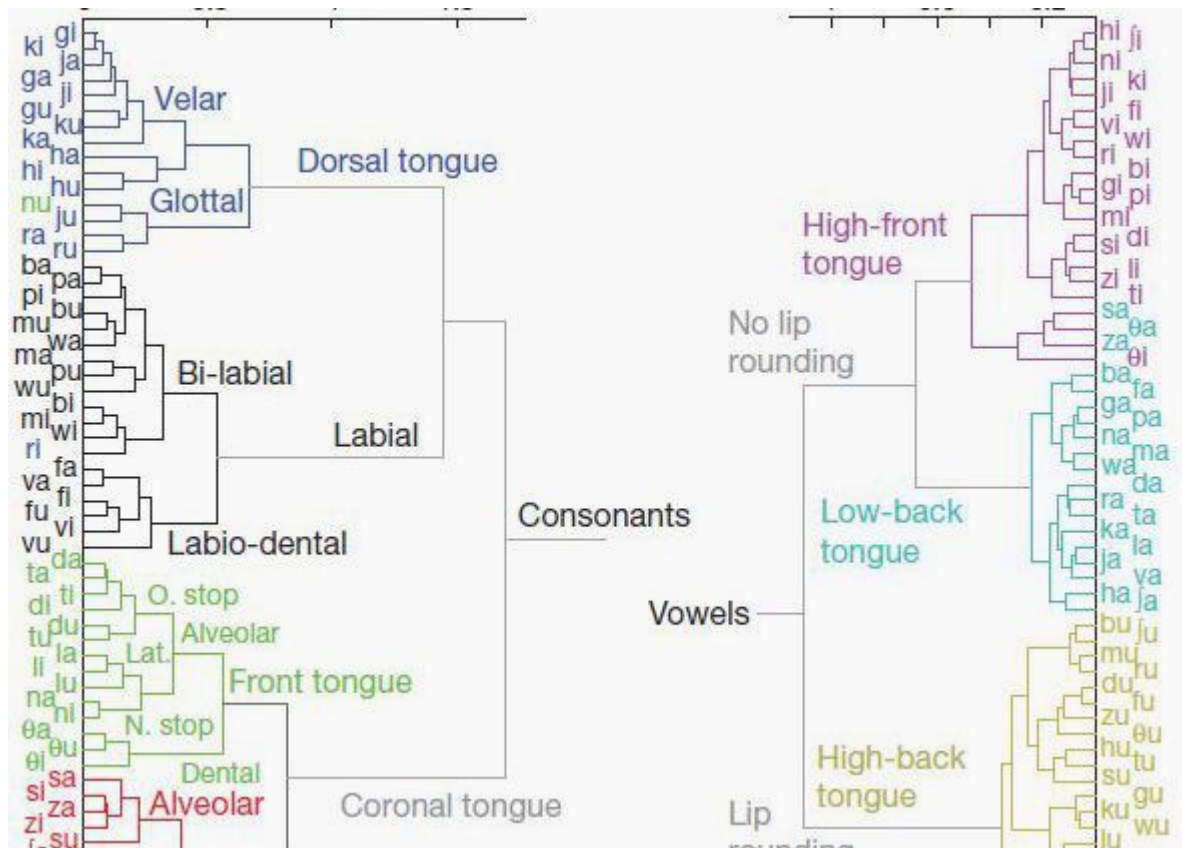 gi
ki
ja
ga
ji
gu
ku
ka
ha
hi
hu
nu
ju
ra
ru
ba
pa
pi
bu
mu
wa
ma
pu
wu
bi
mi
wi
ri
fa
va
fi
fu
vi
vu
da
ta
ti
di
du
tu
la
li
lu
na
ni
θa
θu
θi
sa
si
za
zi
su
Velar
Dorsal tongue
Glottal
Bi-labial
Labial
Labio-dental
Consonants
O. stop
Alveolar
Lat.
Front tongue
N. stop
Dental
Alveolar
Coronal tongue
Vowels
No lip
rounding
High-front
tongue
Low-back
tongue
High-back
tongue
Lip
rounding
hi ʃi
ni
ki
ji
fi
vi
wi
ri
bi
gi
pi
mi
di
si
li
zi
ti
sa
θa
za
θi
ba
fa
ga
pa
na
ma
wa
da
ra
ta
ka
la
ja
va
ha
ʃa
bu
ʃu
mu
ru
du
fu
zu
θu
hu
tu
su
gu
ku
wu
lu